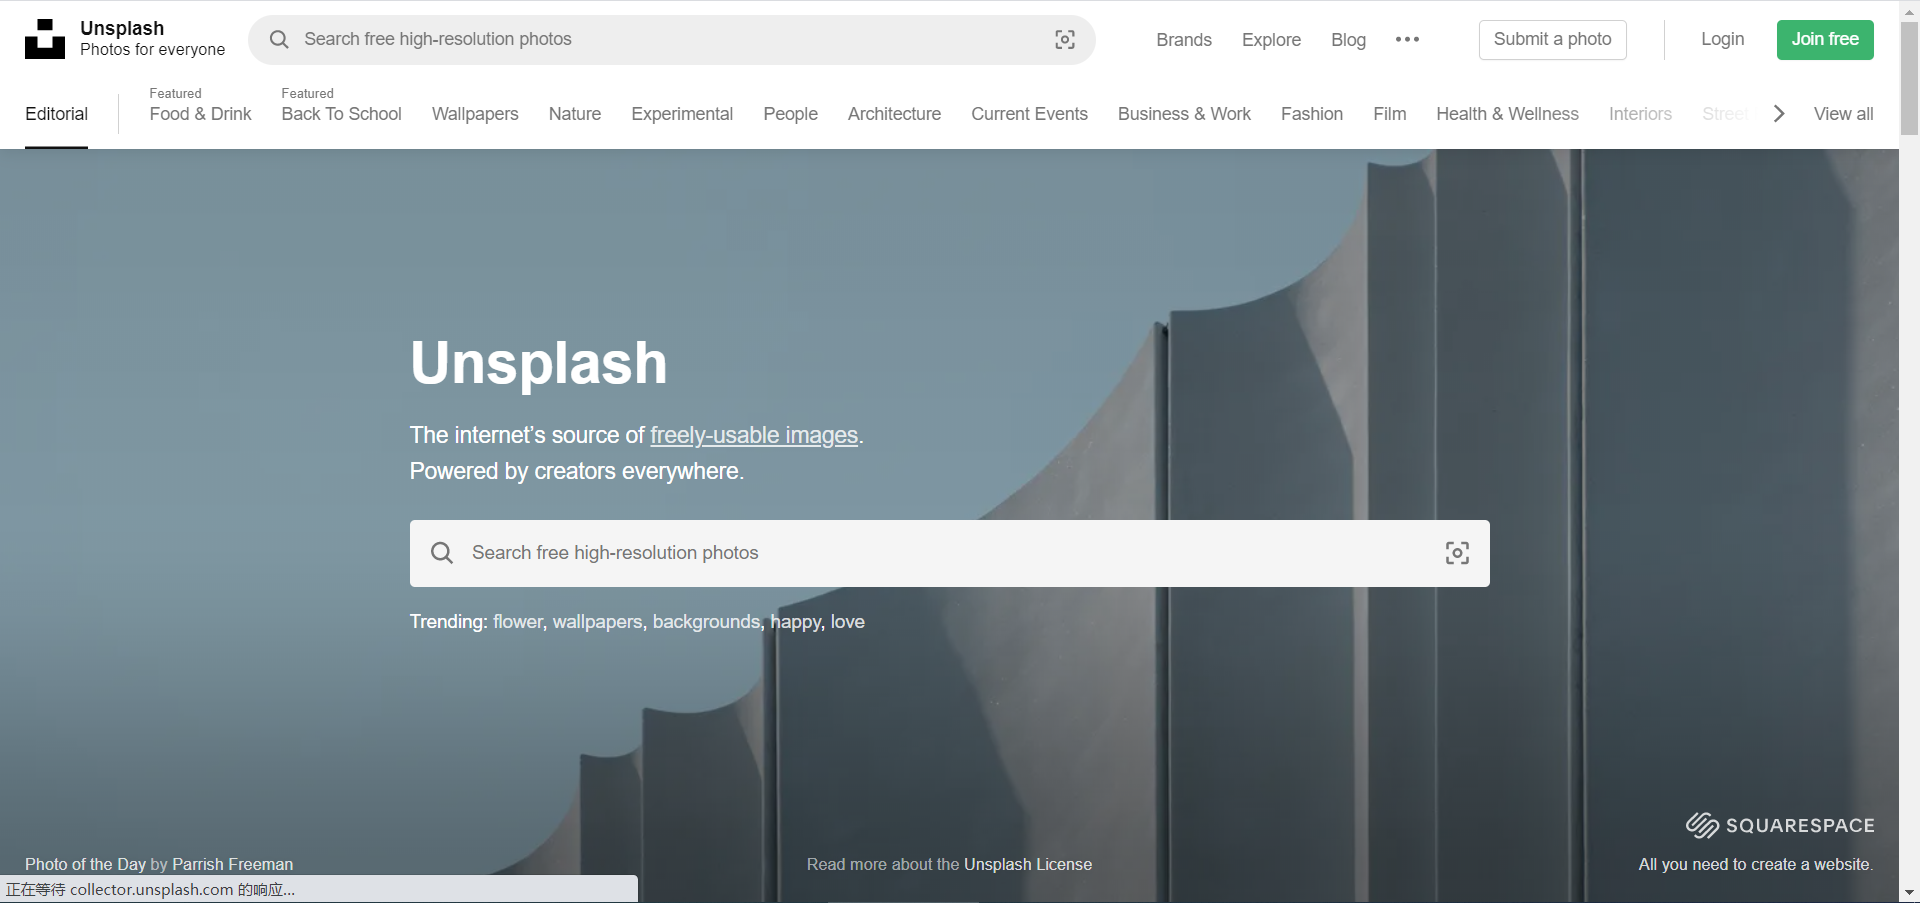 Unsplash
Photos for everyone
Search free high-resolution photos
Brands
Explore
Blog
Submit a photo
Login
Join free
Editorial
Featured
Food & Drink
Featured
Back To School
Wallpapers
Nature
Experimental
People
Architecture
Current Events
Business & Work
Fashion
Film
Health & Wellness
Interiors
Street
View all
Unsplash
The internet’s source of freely-usable images.
Powered by creators everywhere.
Search free high-resolution photos
Trending: flower, wallpapers, backgrounds, happy, love
SQUARESPACE
Photo of the Day by Parrish Freeman
Read more about the Unsplash License
All you need to create a website.
正在等待 collector.unsplash.com 的响应...